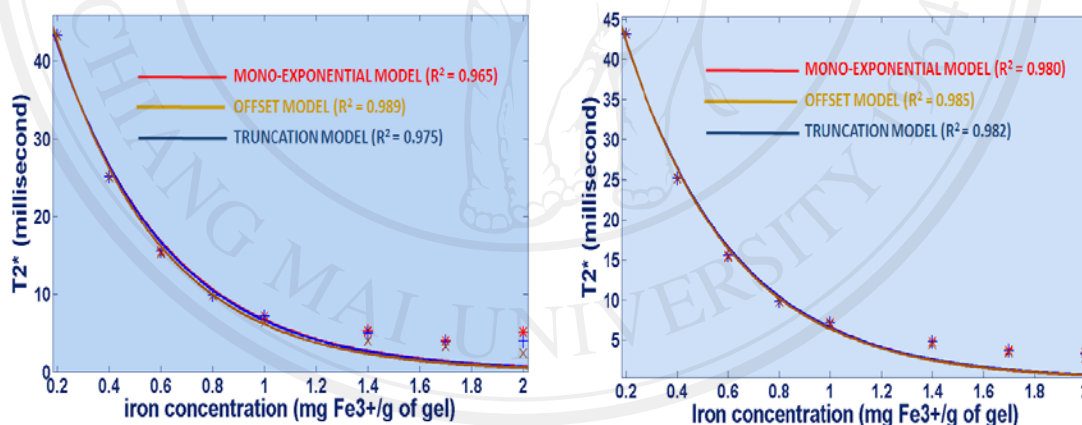 40
30
20
10
0
0.2 0.4 0.6 0.8 1 1.2 1.4 1.6 1.8 2
T2* (millisecond)
iron concentration (mg Fe3+/g of gel)
MONO-EXPONENTIAL MODEL (R² = 0.965)
OFFSET MODEL (R² = 0.989)
TRUNCATION MODEL (R² = 0.975)
45
40
35
30
25
20
15
10
5
0.2 0.4 0.6 0.8 1 1.2 1.4 1.6 1.8
T2* (millisecond)
Iron concentration (mg Fe3+/g of gel)
MONO-EXPONENTIAL MODEL (R² = 0.980)
OFFSET MODEL (R² = 0.985)
TRUNCATION MODEL (R² = 0.982)
CHIANG MAI UNIVERSITY 1964